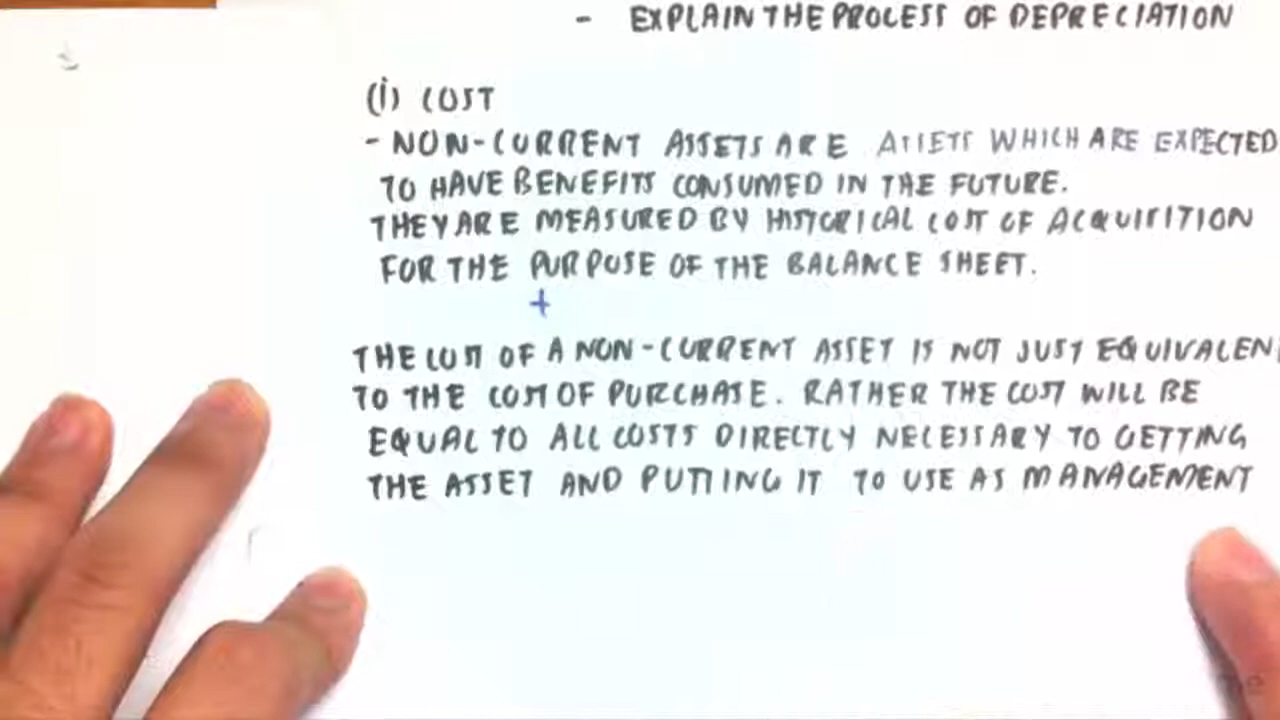 - EXPLAIN THE PROCESS OF DEPRECIATION
(i) COST
- NON-CURRENT ASSETS ARE ASSETS WHICH ARE EXPECTED
TO HAVE BENEFITS CONSUMED IN THE FUTURE.
THEY ARE MEASURED BY HISTORICAL COST OF ACQUISITION
FOR THE PURPOSE OF THE BALANCE SHEET.
+
THE COST OF A NON-CURRENT ASSET IS NOT JUST EQUIVALEN
TO THE COST OF PURCHASE. RATHER THE COST WILL BE
EQUAL TO ALL COSTS DIRECTLY NECESSARY TO GETTING
THE ASSET AND PUTTING IT TO USE AS MANAGEMENT